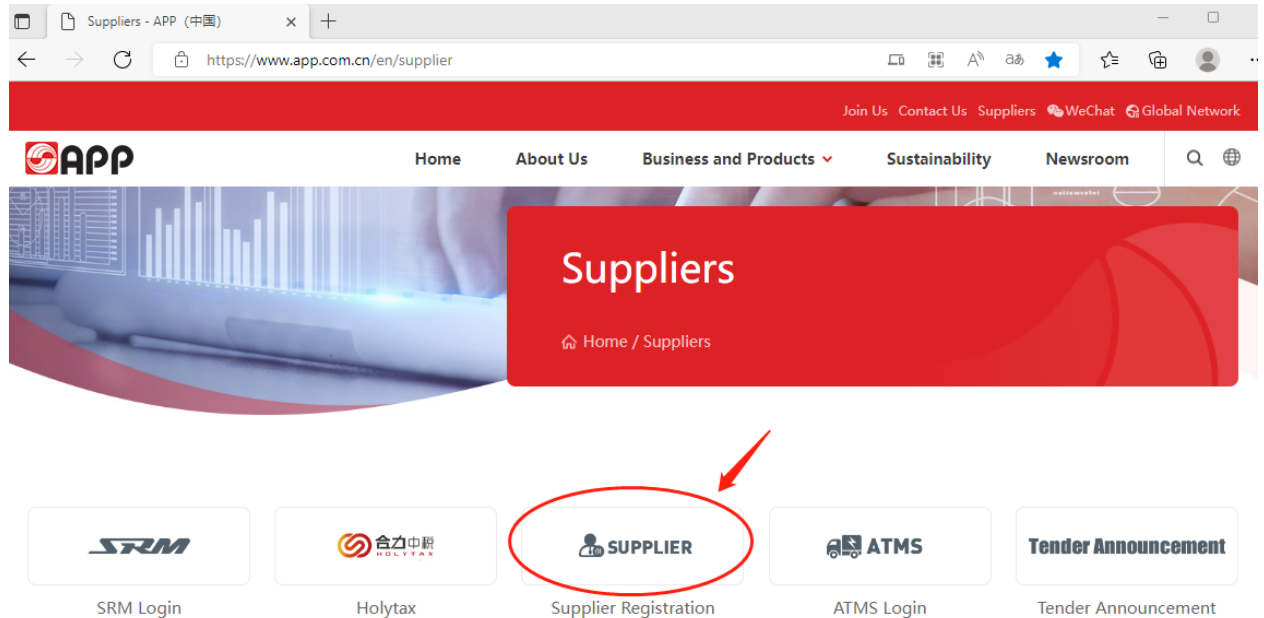 Suppliers - APP（中国）
https://www.app.com.cn/en/supplier
Join Us Contact Us Suppliers WeChat Global Network
APP Home About Us Business and Products Sustainability Newsroom
Suppliers
Home / Suppliers
SRM 合力中税 SUPPLIER ATMS Tender Announcement
HOLYTAX
SRM Login Holytax Supplier Registration ATMS Login Tender Announcement